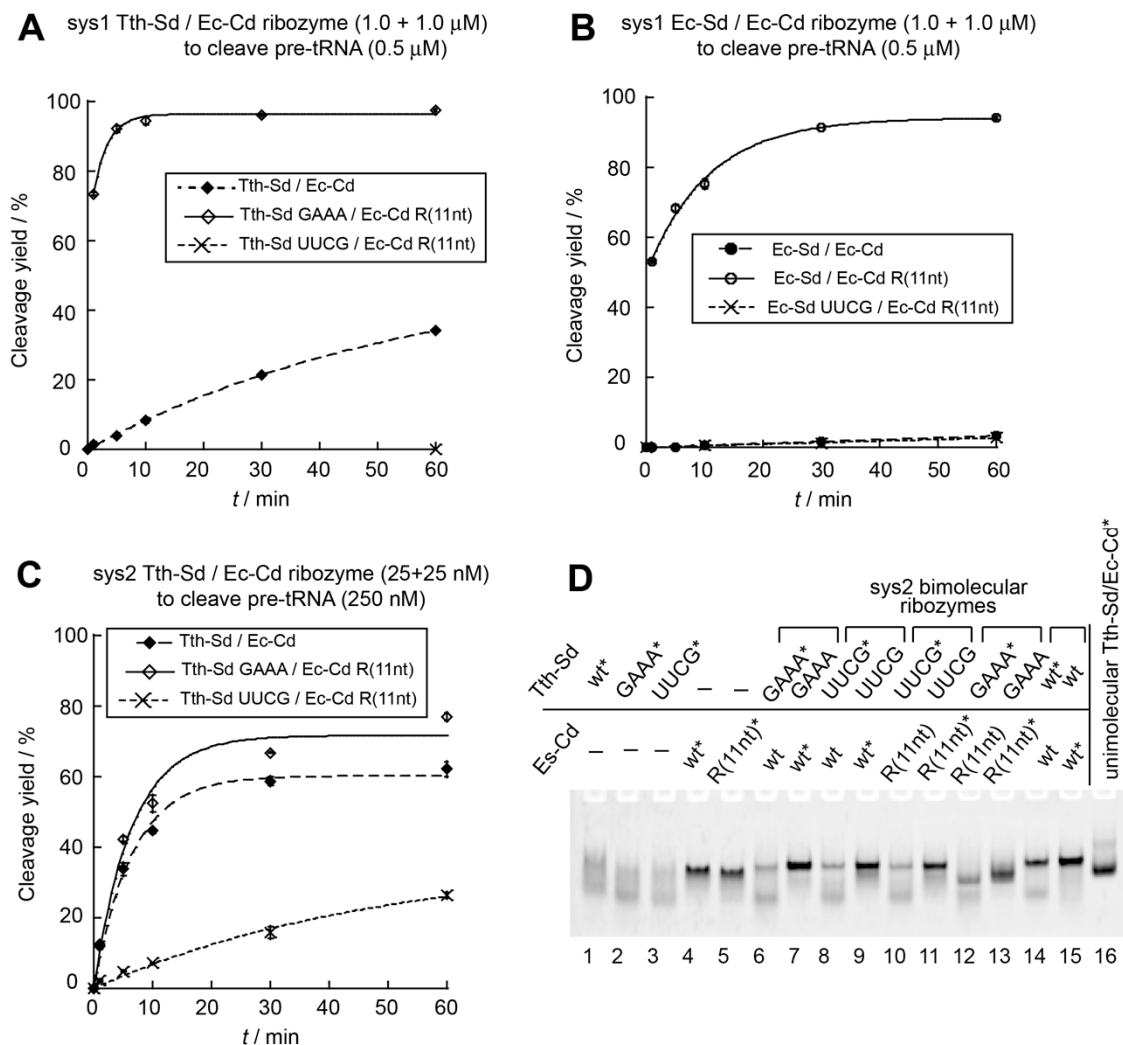 A
sys1 Tth-Sd / Ec-Cd ribozyme (1.0 + 1.0 μM)
to cleave pre-tRNA (0.5 μM)
Cleavage yield / %
100
80
60
40
20
0
Tth-Sd / Ec-Cd
Tth-Sd GAAA / Ec-Cd R(11nt)
Tth-Sd UUCG / Ec-Cd R(11nt)
0 10 20 30 40 50 60
t / min
B
sys1 Ec-Sd / Ec-Cd ribozyme (1.0 + 1.0 μM)
to cleave pre-tRNA (0.5 μM)
Cleavage yield / %
100
80
60
40
20
0
Ec-Sd / Ec-Cd
Ec-Sd / Ec-Cd R(11nt)
Ec-Sd UUCG / Ec-Cd R(11nt)
0 10 20 30 40 50 60
t / min
C
sys2 Tth-Sd / Ec-Cd ribozyme (25+25 nM)
to cleave pre-tRNA (250 nM)
Cleavage yield / %
100
80
60
40
20
0
Tth-Sd / Ec-Cd
Tth-Sd GAAA / Ec-Cd R(11nt)
Tth-Sd UUCG / Ec-Cd R(11nt)
0 10 20 30 40 50 60
t / min
D
sys2 bimolecular
ribozymes
unimolecular Tth-Sd/Ec-Cd*
Tth-Sd wt* GAAA* UUCG* – – GAAA* GAAA UUCG* UUCG UUCG* UUCG GAAA* GAAA wt* wt
Es-Cd – – – wt* R(11nt)* wt wt* wt wt* R(11nt) R(11nt)* R(11nt) R(11nt)* wt wt*
1 2 3 4 5 6 7 8 9 10 11 12 13 14 15 16